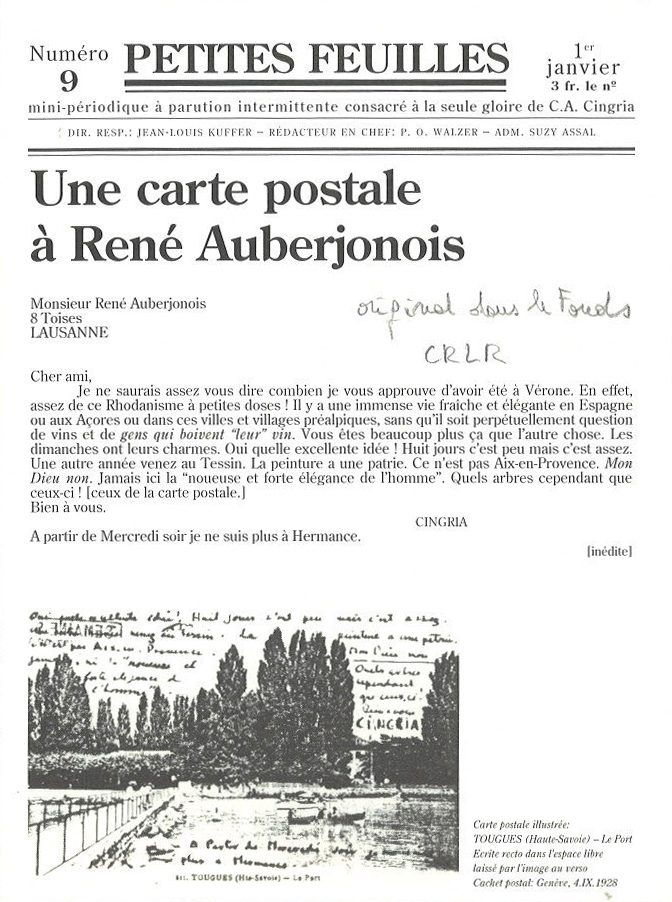 Numéro
9
PETITES FEUILLES
1er
janvier
3 fr. le nº
mini-périodique à parution intermittente consacré à la seule gloire de C.A. Cingria
DIR. RESP.: JEAN-LOUIS KUFFER – RÉDACTEUR EN CHEF: P. O. WALZER – ADM. SUZY ASSAL
Une carte postale
à René Auberjonois
Monsieur René Auberjonois
8 Toises
LAUSANNE
original dans le Fonds
CRLR
Cher ami,
Je ne saurais assez vous dire combien je vous approuve d'avoir été à Vérone. En effet,
assez de ce Rhodanisme à petites doses ! Il y a une immense vie fraîche et élégante en Espagne
ou aux Açores ou dans ces villes et villages préalpiques, sans qu'il soit perpétuellement question
de vins et de gens qui boivent "leur" vin. Vous êtes beaucoup plus ça que l'autre chose. Les
dimanches ont leurs charmes. Oui quelle excellente idée ! Huit jours c'est peu mais c'est assez.
Une autre année venez au Tessin. La peinture a une patrie. Ce n'est pas Aix-en-Provence. Mon
Dieu non. Jamais ici la "noueuse et forte élégance de l'homme". Quels arbres cependant que
ceux-ci ! [ceux de la carte postale.]
Bien à vous.
CINGRIA
A partir de Mercredi soir je ne suis plus à Hermance.
[inédite]
Oui quelle excellente idée ! Huit jours c'est peu mais c'est assez.
venez au Tessin. La peinture a une patrie.
Ce n'est pas Aix-en-Provence. Mon Dieu non
jamais ici la "noueuse et
forte élégance de
l'homme"
Quels arbres
cependant
que ceux-ci !
CINGRIA
A Partir de Mercredi soir je ne suis
plus à Hermance.
TOUGUES (Hte-Savoie) – Le Port
Carte postale illustrée:
TOUGUES (Haute-Savoie) – Le Port
Ecrite recto dans l'espace libre
laissé par l'image au verso
Cachet postal: Genève, 4.IX.1928